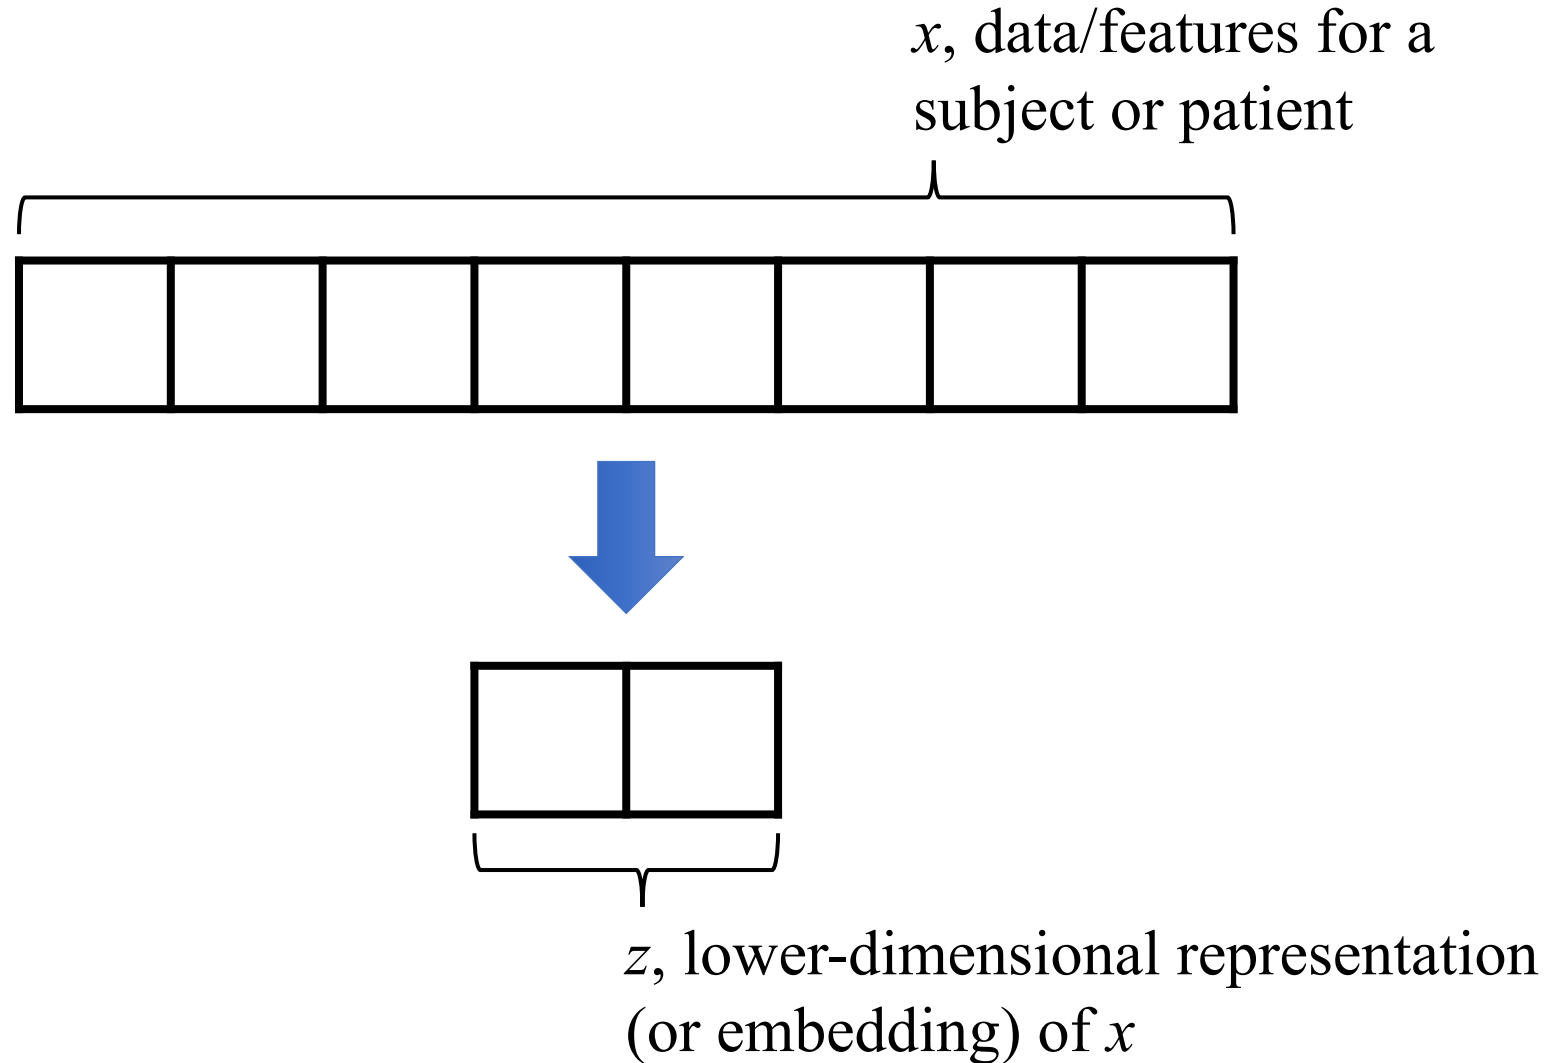 x, data/features for a
subject or patient
z, lower-dimensional representation
(or embedding) of x